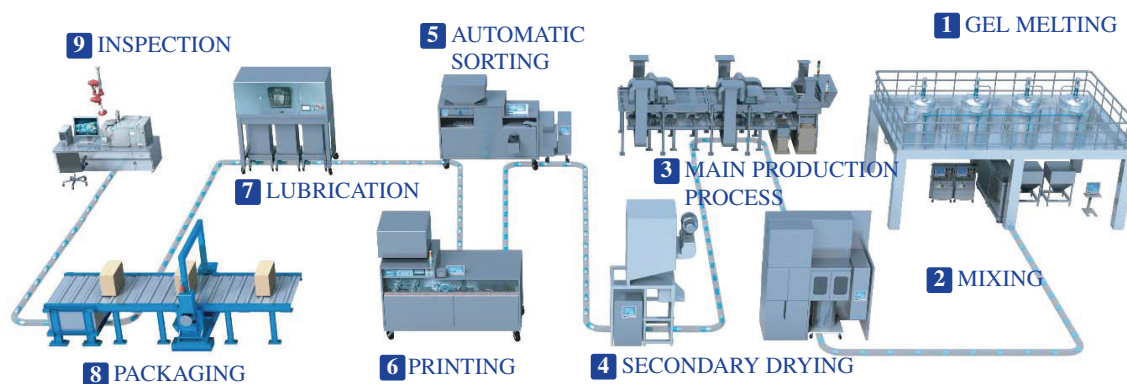 1 GEL MELTING
2 MIXING
3 MAIN PRODUCTION
PROCESS
4 SECONDARY DRYING
5 AUTOMATIC
SORTING
6 PRINTING
7 LUBRICATION
8 PACKAGING
9 INSPECTION